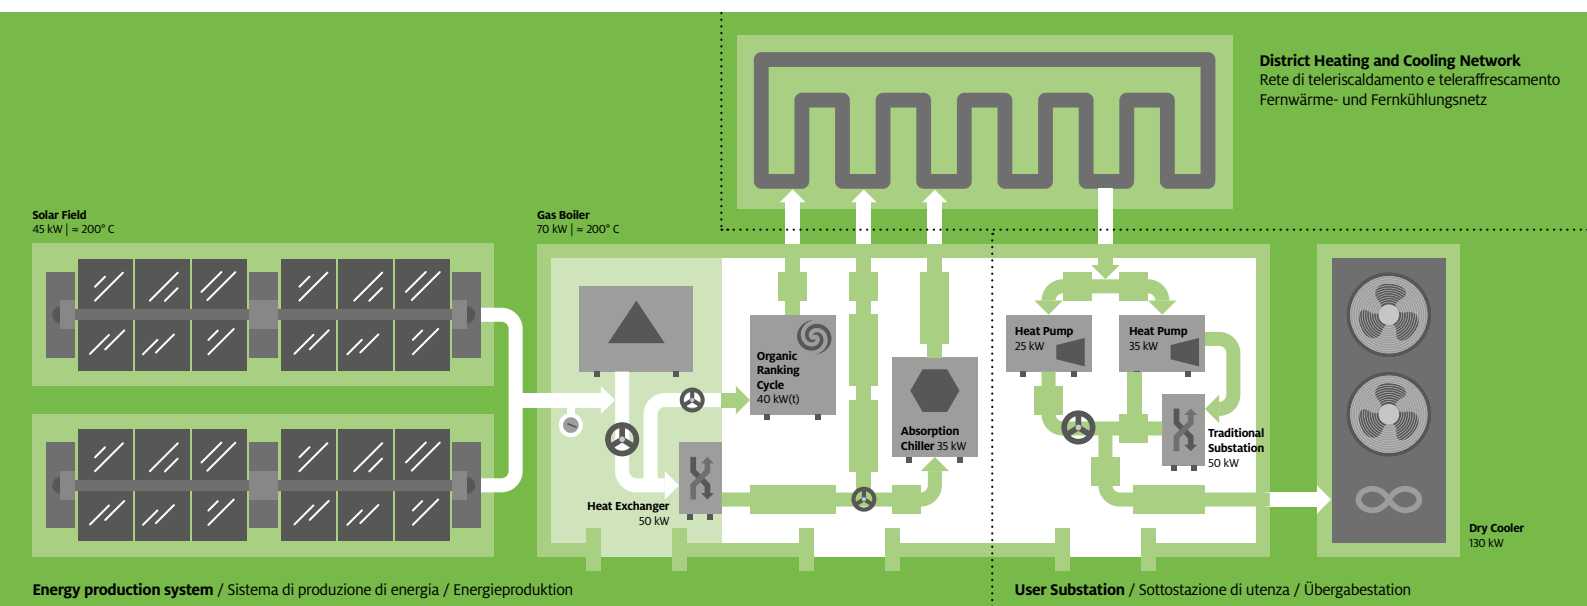 District Heating and Cooling Network
Rete di teleriscaldamento e teleraffrescamento
Fernwärme- und Fernkühlungsnetz
Solar Field
45 kW | ≈ 200° C
Gas Boiler
70 kW | ≈ 200° C
Organic
Ranking
Cycle
40 kW(t)
Absorption
Chiller 35 kW
Heat Exchanger
50 kW
Heat Pump
25 kW
Heat Pump
35 kW
Traditional
Substation
50 kW
Dry Cooler
130 kW
Energy production system / Sistema di produzione di energia / Energieproduktion
User Substation / Sottostazione di utenza / Übergabestation